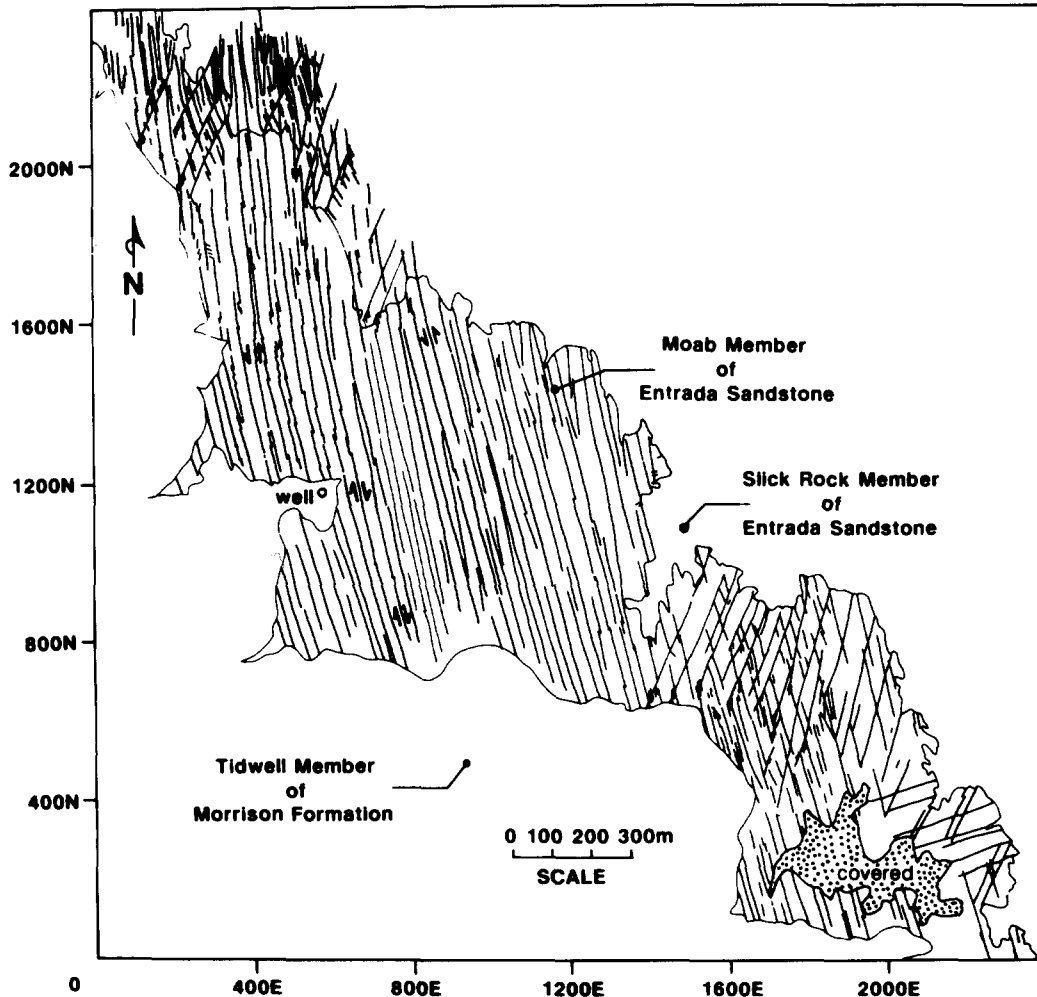 2000N
N
1600N
Moab Member
of
Entrada Sandstone
1200N
well
Slick Rock Member
of
Entrada Sandstone
800N
Tidwell Member
of
Morrison Formation
400N
0 100 200 300m
SCALE
covered
0 400E 800E 1200E 1600E 2000E